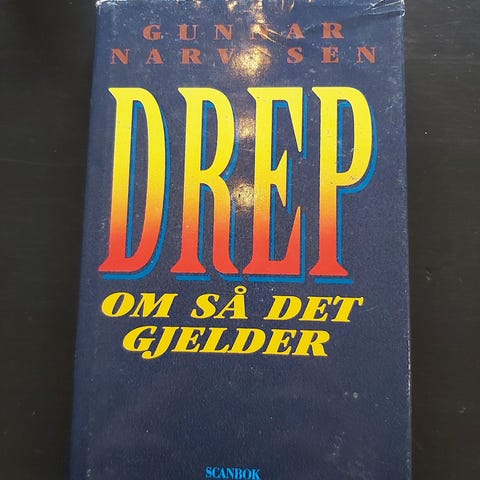 GUNNAR
NARVESEN
DREP
OM SÅ DET
GJELDER
SCANBOK